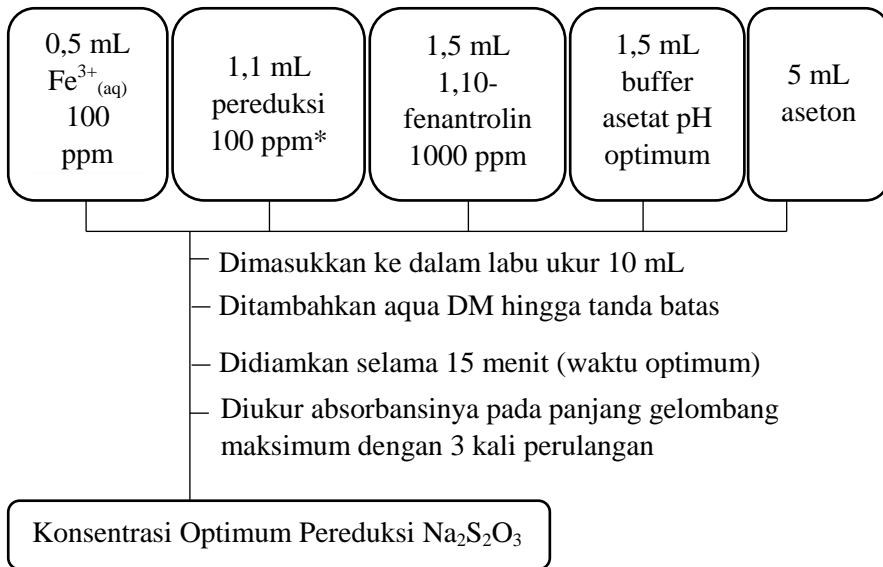 0,5 mL
Fe³⁺₍aq₎
100
ppm
1,1 mL
pereduksi
100 ppm*
1,5 mL
1,10-
fenantrolin
1000 ppm
1,5 mL
buffer
asetat pH
optimum
5 mL
aseton
Dimasukkan ke dalam labu ukur 10 mL
Ditambahkan aqua DM hingga tanda batas
Didiamkan selama 15 menit (waktu optimum)
Diukur absorbansinya pada panjang gelombang
maksimum dengan 3 kali perulangan
Konsentrasi Optimum Pereduksi Na₂S₂O₃